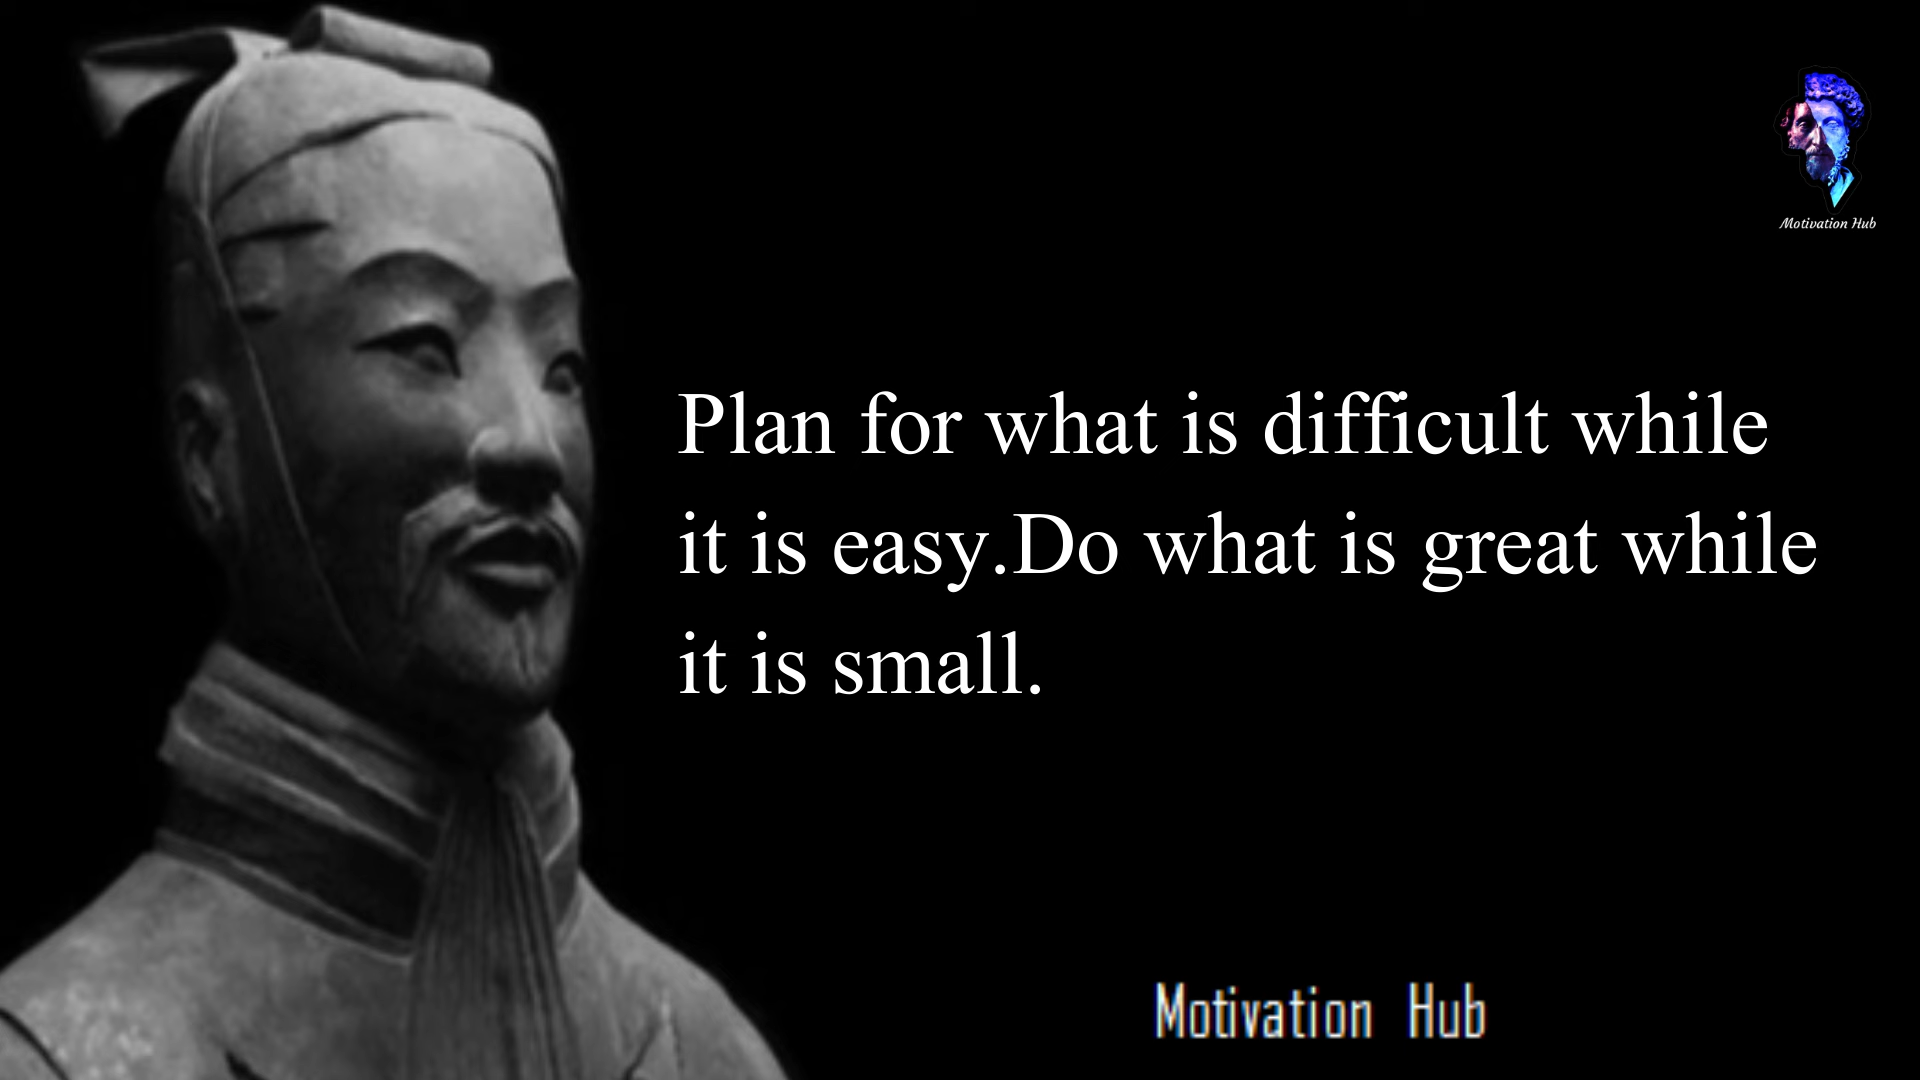 Motivation Hub
Plan for what is difficult while
it is easy.Do what is great while
it is small.
Motivation Hub